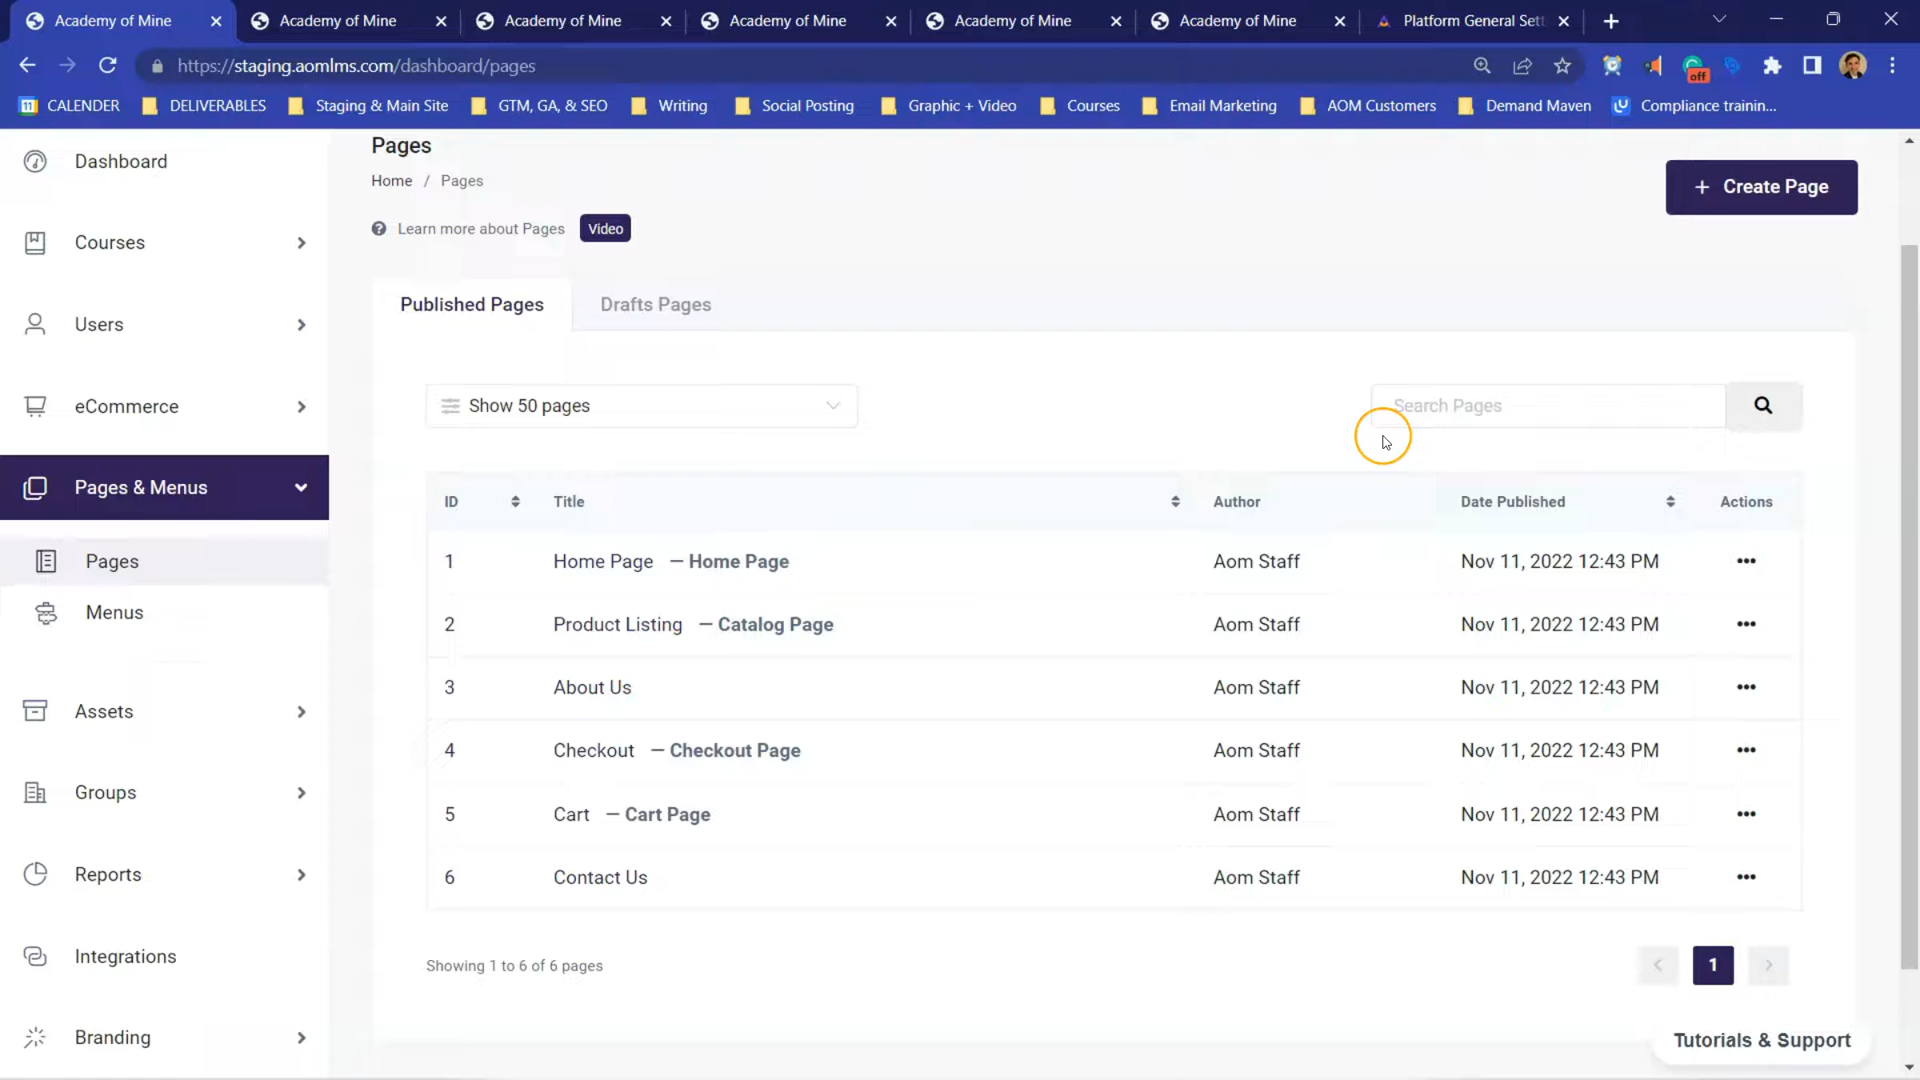 Academy of Mine
Academy of Mine
Academy of Mine
Academy of Mine
Academy of Mine
Academy of Mine
Platform General Sett
https://staging.aomlms.com/dashboard/pages
off
11 CALENDER
DELIVERABLES
Staging & Main Site
GTM, GA, & SEO
Writing
Social Posting
Graphic + Video
Courses
Email Marketing
AOM Customers
Demand Maven
Compliance trainin...
Dashboard
Courses
Users
eCommerce
Pages & Menus
Pages
Menus
Assets
Groups
Reports
Integrations
Branding
Pages
Home / Pages
+ Create Page
Learn more about Pages Video
Published Pages
Drafts Pages
Show 50 pages
Search Pages
ID Title Author Date Published Actions
1 Home Page — Home Page Aom Staff Nov 11, 2022 12:43 PM •••
2 Product Listing — Catalog Page Aom Staff Nov 11, 2022 12:43 PM •••
3 About Us Aom Staff Nov 11, 2022 12:43 PM •••
4 Checkout — Checkout Page Aom Staff Nov 11, 2022 12:43 PM •••
5 Cart — Cart Page Aom Staff Nov 11, 2022 12:43 PM •••
6 Contact Us Aom Staff Nov 11, 2022 12:43 PM •••
Showing 1 to 6 of 6 pages
1
Tutorials & Support